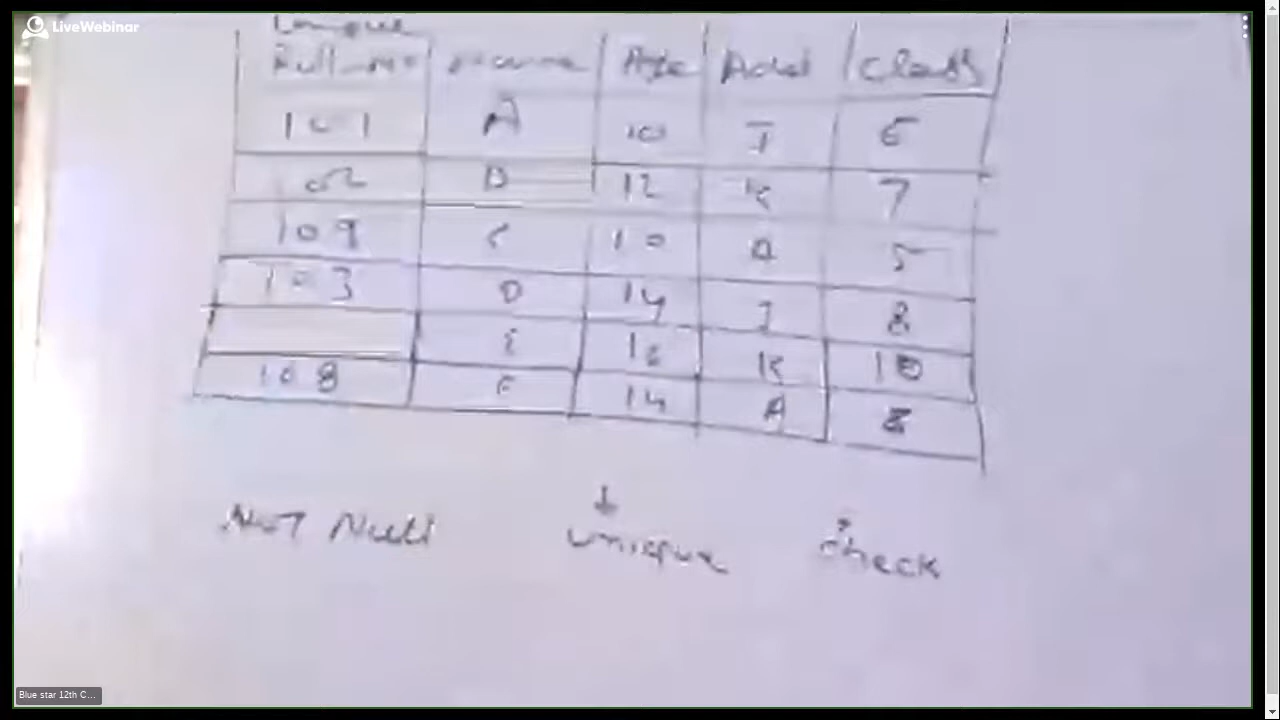 LiveWebinar
Unique
Roll-no Name Age Add Class
101 A 10 J 6
102 B 12 K 7
109 C 10 A 5
103 D 14 J 8
E 16 K 10
108 F 14 A 8
NOT Null unique check
Blue star 12th C...